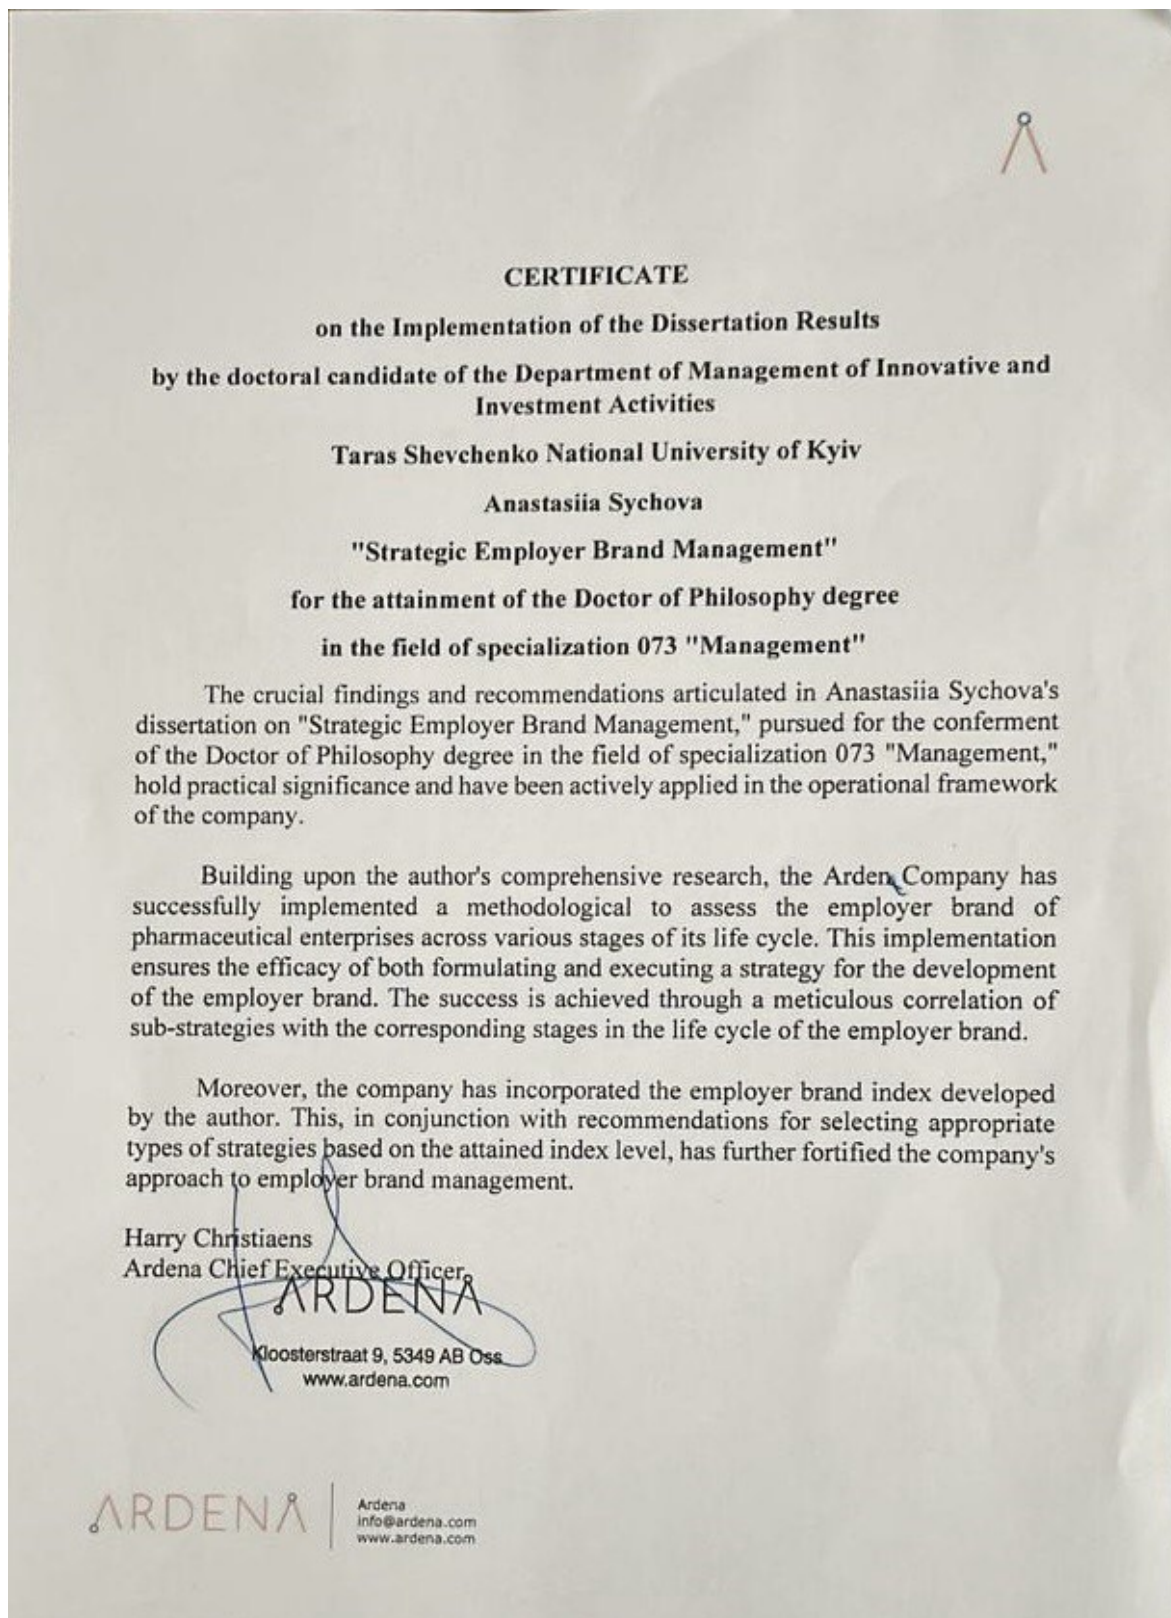 CERTIFICATE
on the Implementation of the Dissertation Results
by the doctoral candidate of the Department of Management of Innovative and
Investment Activities
Taras Shevchenko National University of Kyiv
Anastasiia Sychova
"Strategic Employer Brand Management"
for the attainment of the Doctor of Philosophy degree
in the field of specialization 073 "Management"
The crucial findings and recommendations articulated in Anastasiia Sychova's
dissertation on "Strategic Employer Brand Management," pursued for the conferment
of the Doctor of Philosophy degree in the field of specialization 073 "Management,"
hold practical significance and have been actively applied in the operational framework
of the company.
Building upon the author's comprehensive research, the Arden Company has
successfully implemented a methodological to assess the employer brand of
pharmaceutical enterprises across various stages of its life cycle. This implementation
ensures the efficacy of both formulating and executing a strategy for the development
of the employer brand. The success is achieved through a meticulous correlation of
sub-strategies with the corresponding stages in the life cycle of the employer brand.
Moreover, the company has incorporated the employer brand index developed
by the author. This, in conjunction with recommendations for selecting appropriate
types of strategies based on the attained index level, has further fortified the company's
approach to employer brand management.
Harry Christiaens
Ardena Chief Executive Officer
ARDENA
Kloosterstraat 9, 5349 AB Oss
www.ardena.com
ARDENA
Ardena
info@ardena.com
www.ardena.com